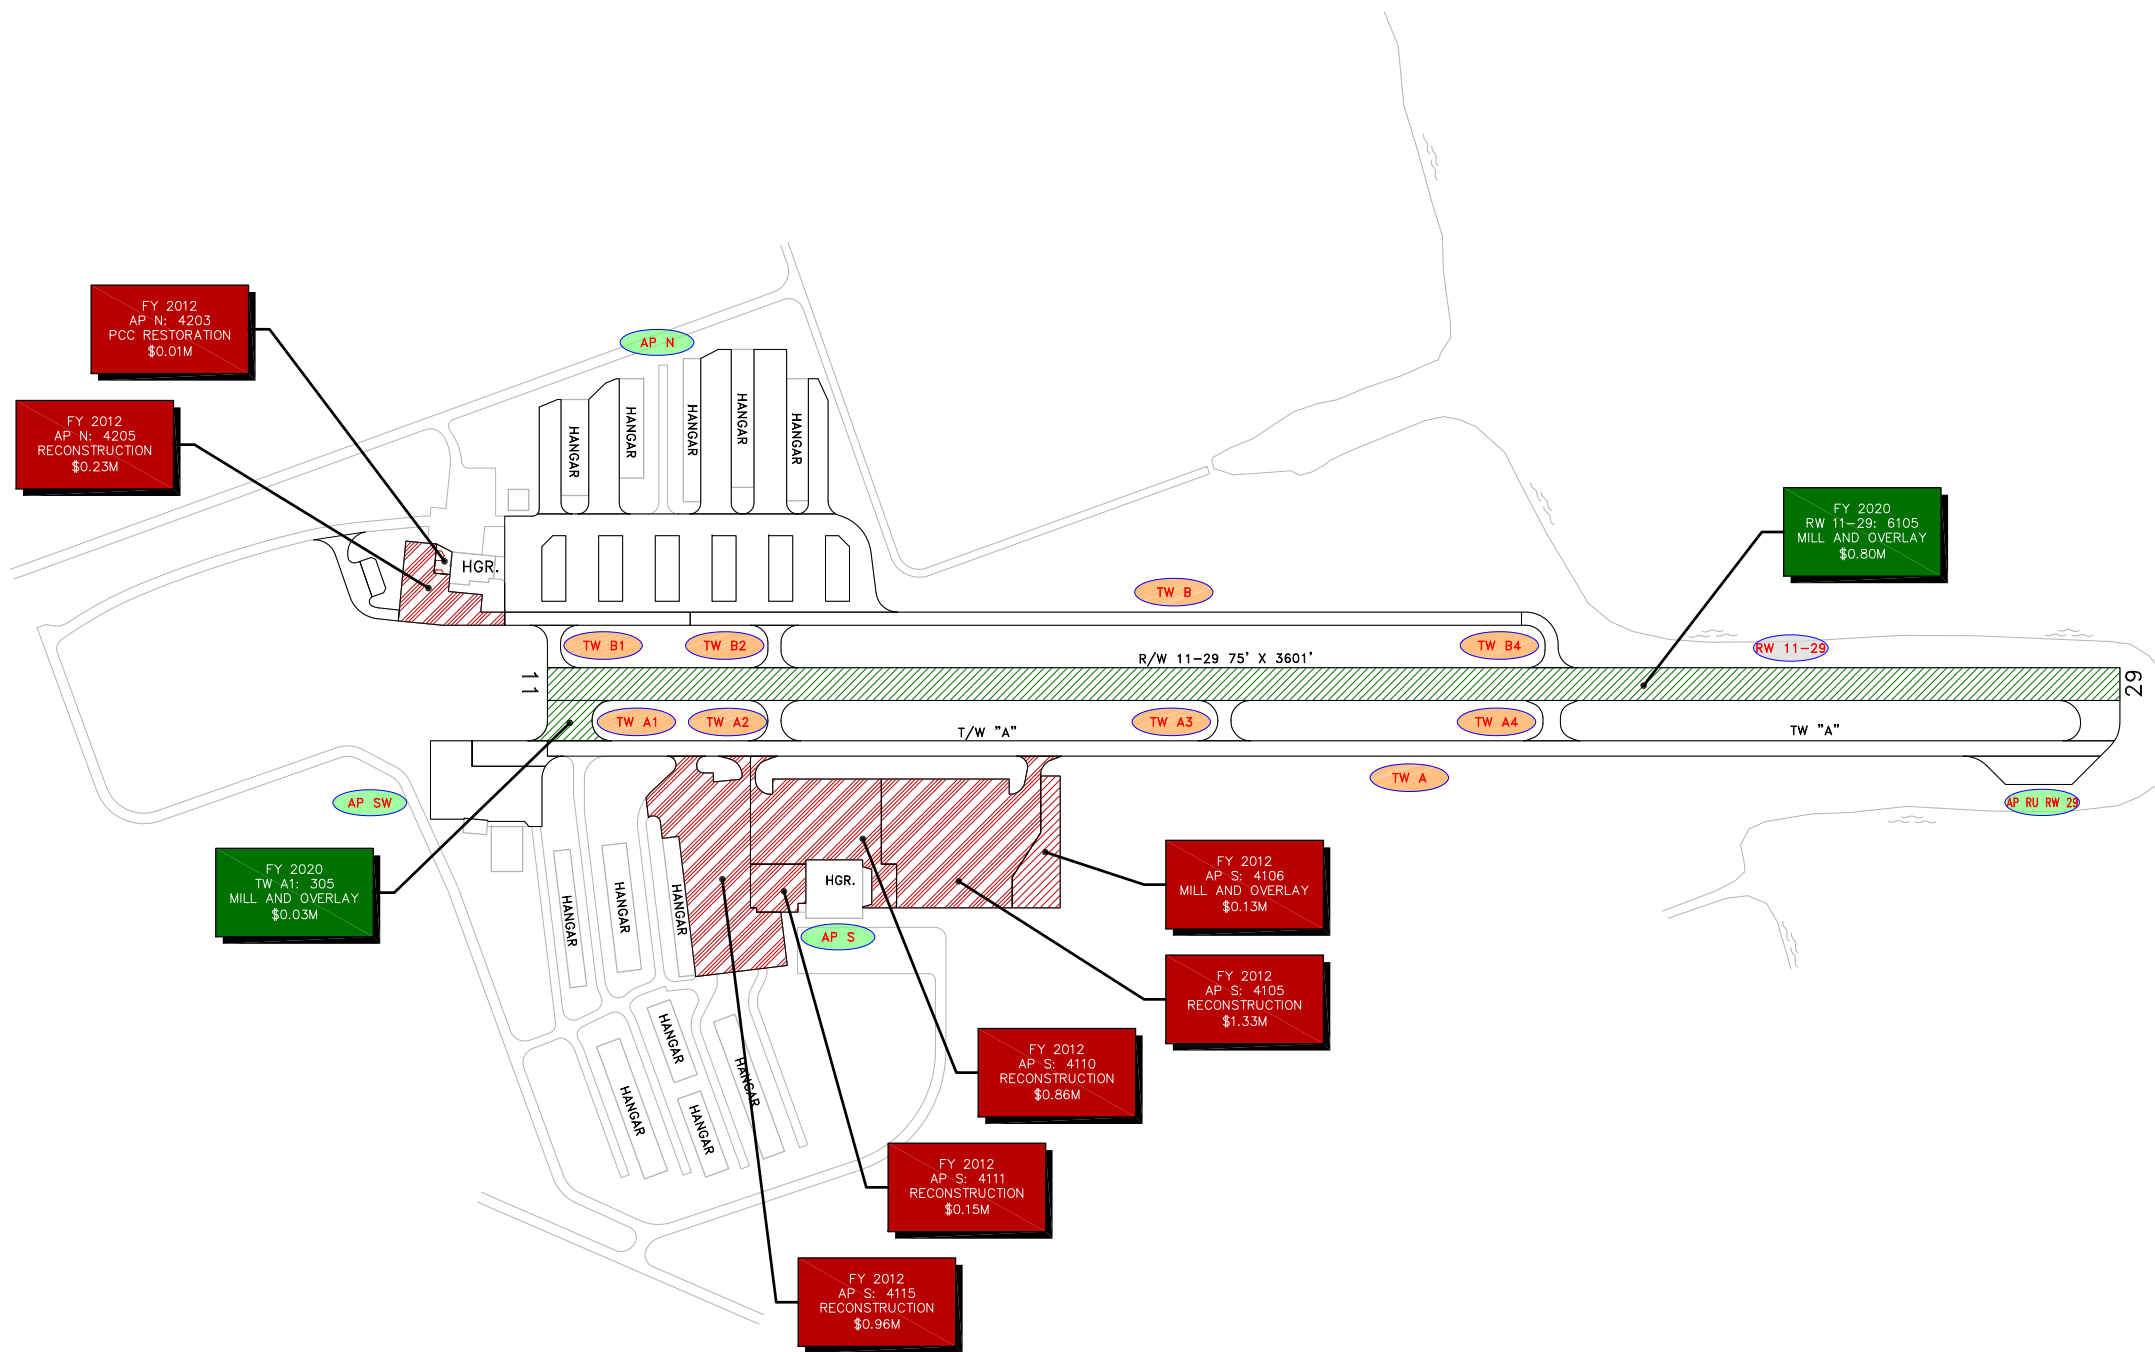 FY 2012
AP N: 4203
PCC RESTORATION
$0.01M
AP N
FY 2012
AP N: 4205
RECONSTRUCTION
$0.23M
HANGAR
HANGAR
HANGAR
HANGAR
HANGAR
HGR.
FY 2020
RW 11-29: 6105
MILL AND OVERLAY
$0.80M
TW B
TW B1
TW B2
TW B4
RW 11-29
R/W 11-29 75' X 3601'
11
29
TW A1
TW A2
TW A3
TW A4
T/W "A"
TW "A"
TW A
AP SW
AP RU RW 29
FY 2020
TW A1: 305
MILL AND OVERLAY
$0.03M
HANGAR
HANGAR
HANGAR
HGR.
AP S
FY 2012
AP S: 4106
MILL AND OVERLAY
$0.13M
FY 2012
AP S: 4105
RECONSTRUCTION
$1.33M
HANGAR
HANGAR
HANGAR
HANGAR
FY 2012
AP S: 4110
RECONSTRUCTION
$0.86M
FY 2012
AP S: 4111
RECONSTRUCTION
$0.15M
FY 2012
AP S: 4115
RECONSTRUCTION
$0.96M